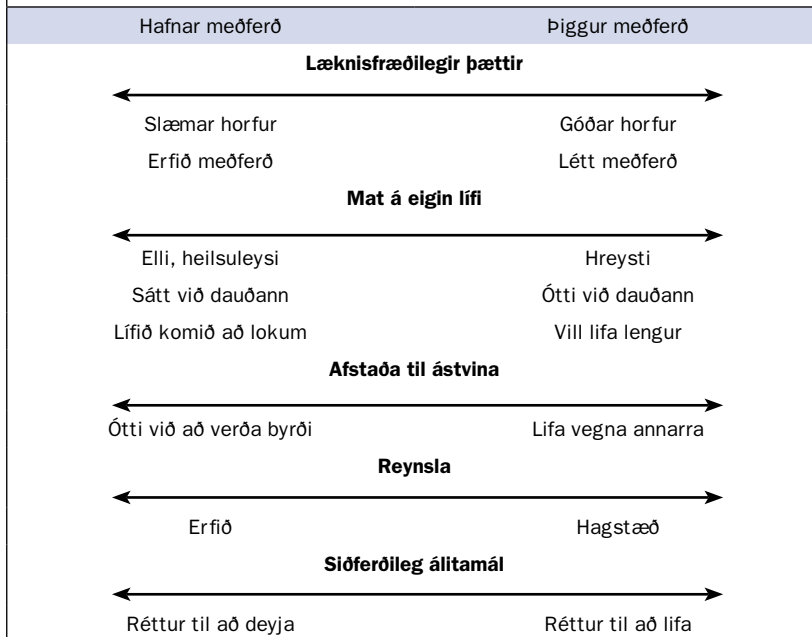 Hafnar meðferð Þiggur meðferð
Læknisfræðilegir þættir
Slæmar horfur Góðar horfur
Erfið meðferð Létt meðferð
Mat á eigin lífi
Elli, heilsuleysi Hreysti
Sátt við dauðann Ótti við dauðann
Lífið komið að lokum Vill lifa lengur
Afstaða til ástvina
Ótti við að verða byrði Lifa vegna annarra
Reynsla
Erfið Hagstæð
Siðferðileg álitamál
Réttur til að deyja Réttur til að lifa